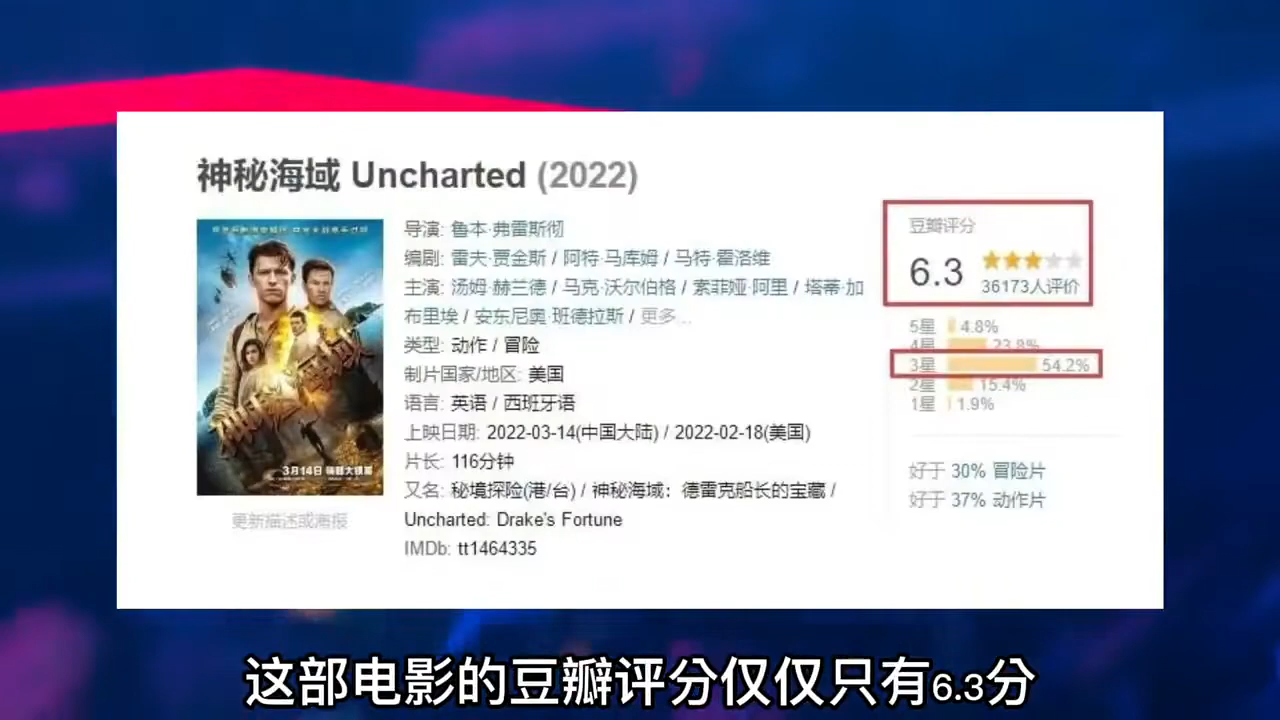 神秘海域 Uncharted (2022)
导演: 鲁本·弗雷斯彻
编剧: 雷夫·贾金斯 / 阿特·马库姆 / 马特·霍洛维
主演: 汤姆·赫兰德 / 马克·沃尔伯格 / 索菲娅·阿里 / 塔蒂·加
布里埃 / 安东尼奥·班德拉斯 / 更多...
类型: 动作 / 冒险
制片国家/地区: 美国
语言: 英语 / 西班牙语
上映日期: 2022-03-14(中国大陆) / 2022-02-18(美国)
片长: 116分钟
又名: 秘境探险(港/台) / 神秘海域：德雷克船长的宝藏 /
Uncharted: Drake's Fortune
IMDb: tt1464335
神秘海域
3月14日
更新描述或海报
豆瓣评分
6.3
36173人评价
5星 4.8%
4星 23.8%
3星 54.2%
2星 15.4%
1星 1.9%
好于 30% 冒险片
好于 37% 动作片
这部电影的豆瓣评分仅仅只有6.3分